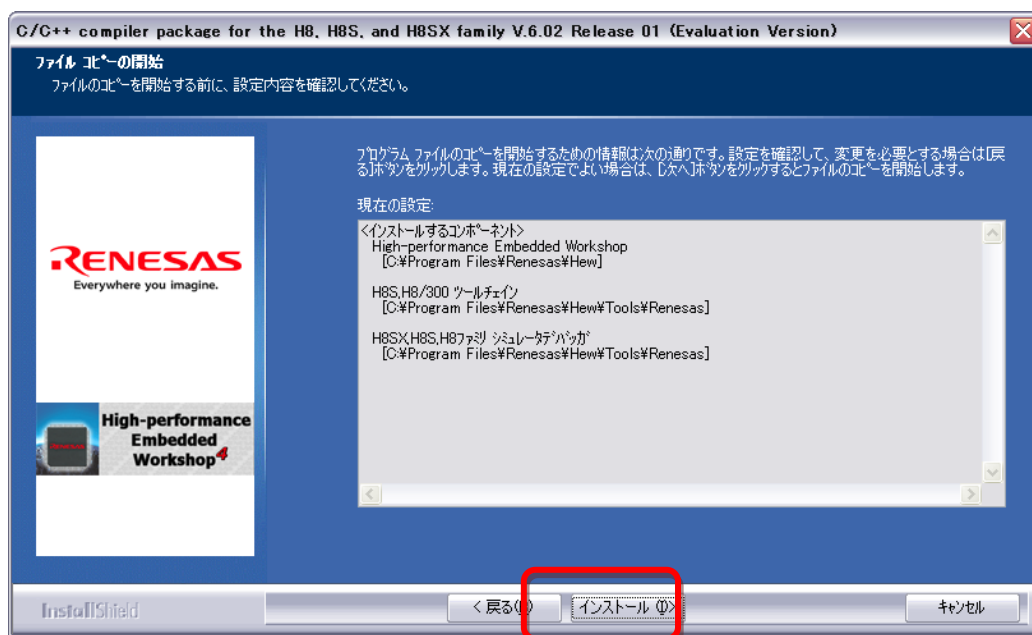 C/C++ compiler package for the H8, H8S, and H8SX family V.6.02 Release 01 (Evaluation Version)
ファイル コピーの開始
ファイルのコピーを開始する前に、設定内容を確認してください。
プログラム ファイルのコピーを開始するための情報は次の通りです。設定を確認して、変更を必要とする場合は[戻
る]ボタンをクリックします。現在の設定でよい場合は、[次へ]ボタンをクリックするとファイルのコピーを開始します。
現在の設定:
<インストールするコンポーネント>
High-performance Embedded Workshop
[C:¥Program Files¥Renesas¥Hew]
H8S,H8/300 ツールチェイン
[C:¥Program Files¥Renesas¥Hew¥Tools¥Renesas]
H8SX,H8S,H8ファミリ シミュレータデバッガ
[C:¥Program Files¥Renesas¥Hew¥Tools¥Renesas]
RENESAS
Everywhere you imagine.
RENESAS
High-performance
Embedded
Workshop4
InstallShield
< 戻る(B)
インストール (I)>
キャンセル